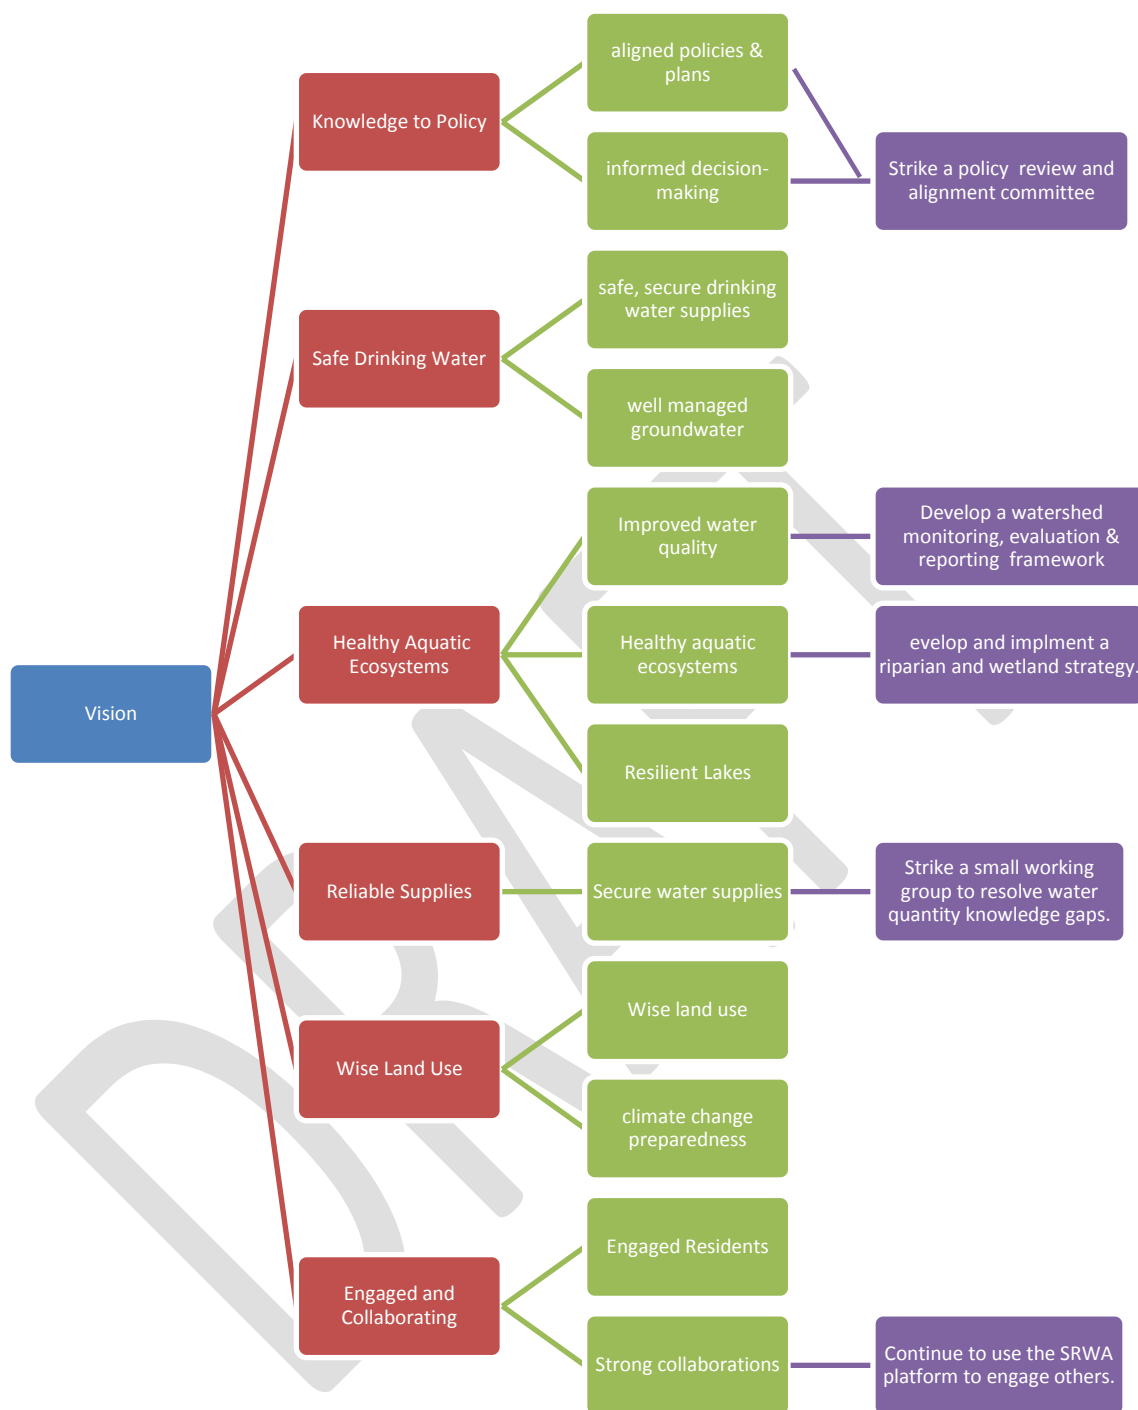 aligned policies &
plans
Knowledge to Policy
informed decision-
making
Strike a policy  review and
alignment committee
safe, secure drinking
water supplies
Safe Drinking Water
well managed
groundwater
Improved water
quality
Develop a watershed
monitoring, evaluation &
reporting  framework
Healthy Aquatic
Ecosystems
Healthy aquatic
ecosystems
evelop and implment a
riparian and wetland strategy.
Vision
Resilient Lakes
Reliable Supplies
Secure water supplies
Strike a small working
group to resolve water
quantity knowledge gaps.
Wise land use
Wise Land Use
climate change
preparedness
Engaged Residents
Engaged and
Collaborating
Strong collaborations
Continue to use the SRWA
platform to engage others.
DRAFT